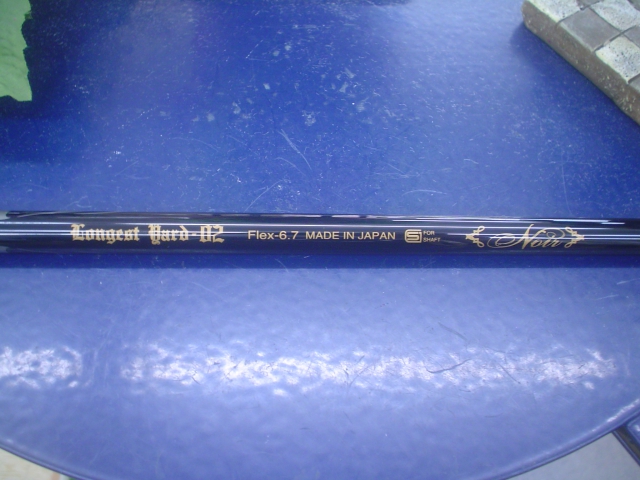 Longest Yard-02 Flex-6.7 MADE IN JAPAN S FOR SHAFT Noir